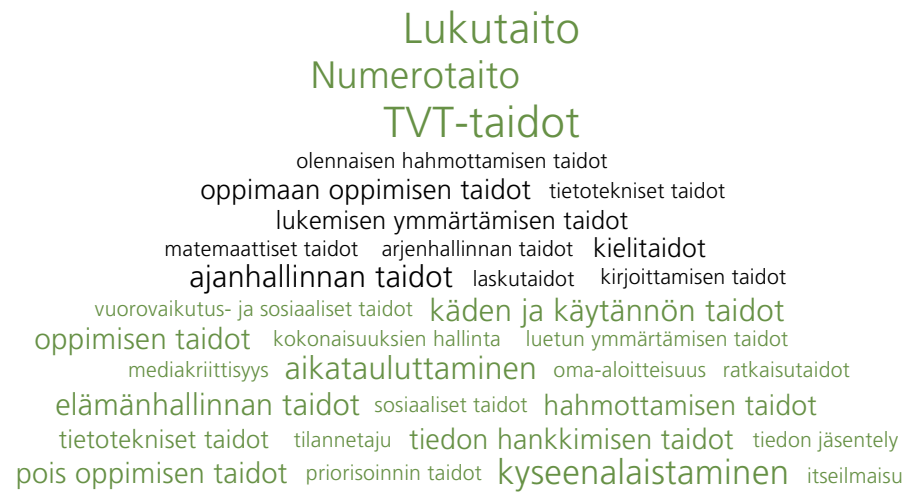 Lukutaito
Numerotaito
TVT-taidot
olennaisen hahmottamisen taidot
oppimaan oppimisen taidot tietotekniset taidot
lukemisen ymmärtämisen taidot
matemaattiset taidot arjenhallinnan taidot kielitaidot
ajanhallinnan taidot laskutaidot kirjoittamisen taidot
vuorovaikutus- ja sosiaaliset taidot käden ja käytännön taidot
oppimisen taidot kokonaisuuksien hallinta luetun ymmärtämisen taidot
mediakriittisyys aikatauluttaminen oma-aloitteisuus ratkaisutaidot
elämänhallinnan taidot sosiaaliset taidot hahmottamisen taidot
tietotekniset taidot tilannetaju tiedon hankkimisen taidot tiedon jäsentely
pois oppimisen taidot priorisoinnin taidot kyseenalaistaminen itseilmaisu